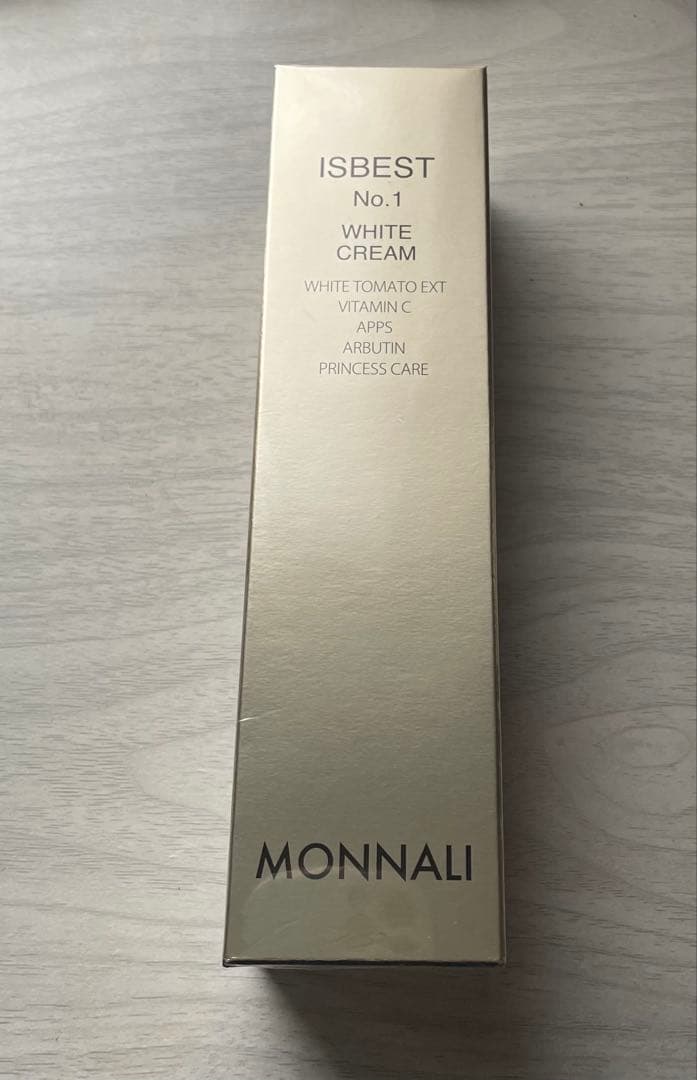 ISBEST
No.1
WHITE
CREAM
WHITE TOMATO EXT
VITAMIN C
APPS
ARBUTIN
PRINCESS CARE
MONNALI